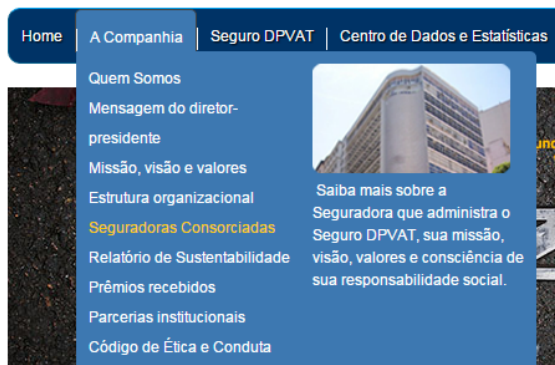 Home | A Companhia | Seguro DPVAT | Centro de Dados e Estatísticas
Quem Somos
Mensagem do diretor-
presidente
Missão, visão e valores
Estrutura organizacional
Seguradoras Consorciadas
Relatório de Sustentabilidade
Prêmios recebidos
Parcerias institucionais
Código de Ética e Conduta
Saiba mais sobre a
Seguradora que administra o
Seguro DPVAT, sua missão,
visão, valores e consciência de
sua responsabilidade social.